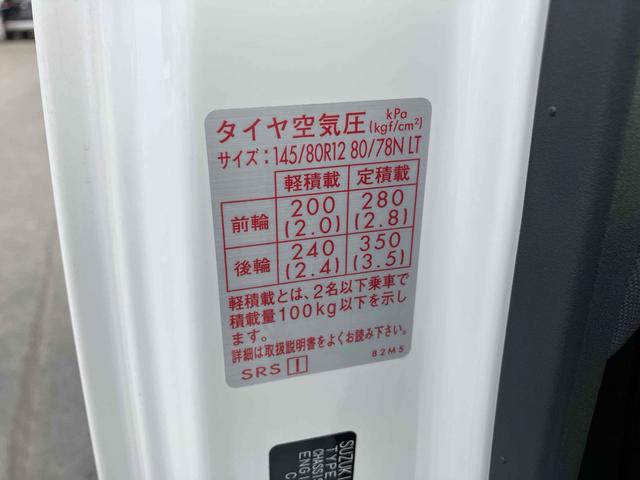 タイヤ空気圧 kPa (kgf/cm²)
サイズ：145/80R12 80/78N LT
軽積載 定積載
前輪 200 (2.0) 280 (2.8)
後輪 240 (2.4) 350 (3.5)
軽積載とは、2名以下乗車で
積載量100kg以下を示し
ます。
詳細は取扱説明書をよくお読み下さい。
SRS I 82M5
SUZUKI
TYPE
CHASSI
ENGI
C